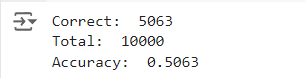 Correct:  5063
Total:  10000
Accuracy:  0.5063